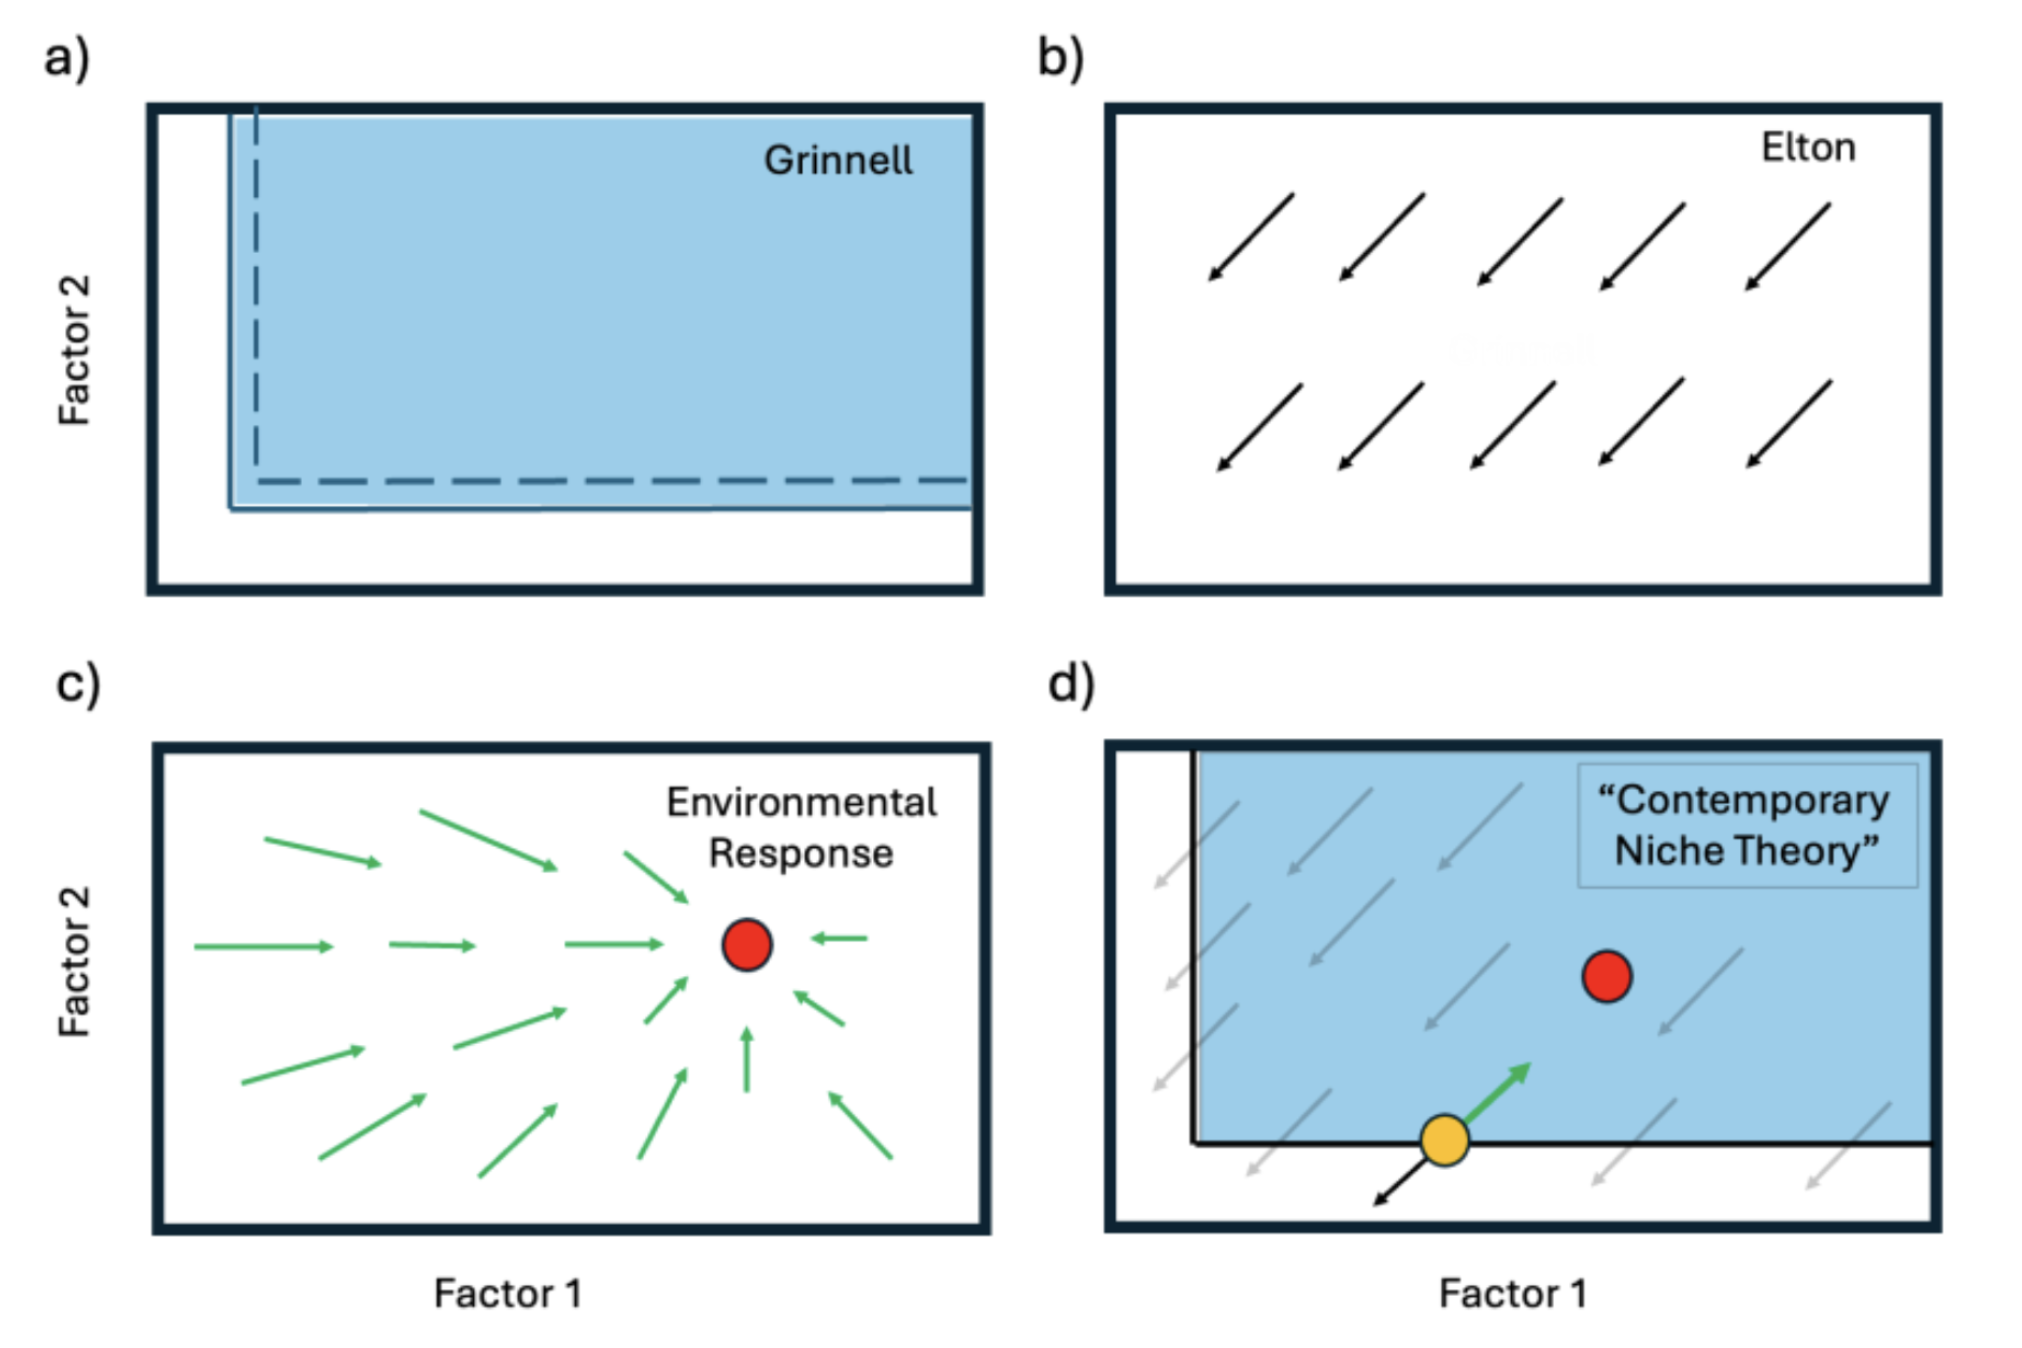 a)
b)
Grinnell
Elton
Factor 2
c)
d)
Environmental
Response
“Contemporary
Niche Theory”
Factor 2
Factor 1
Factor 1